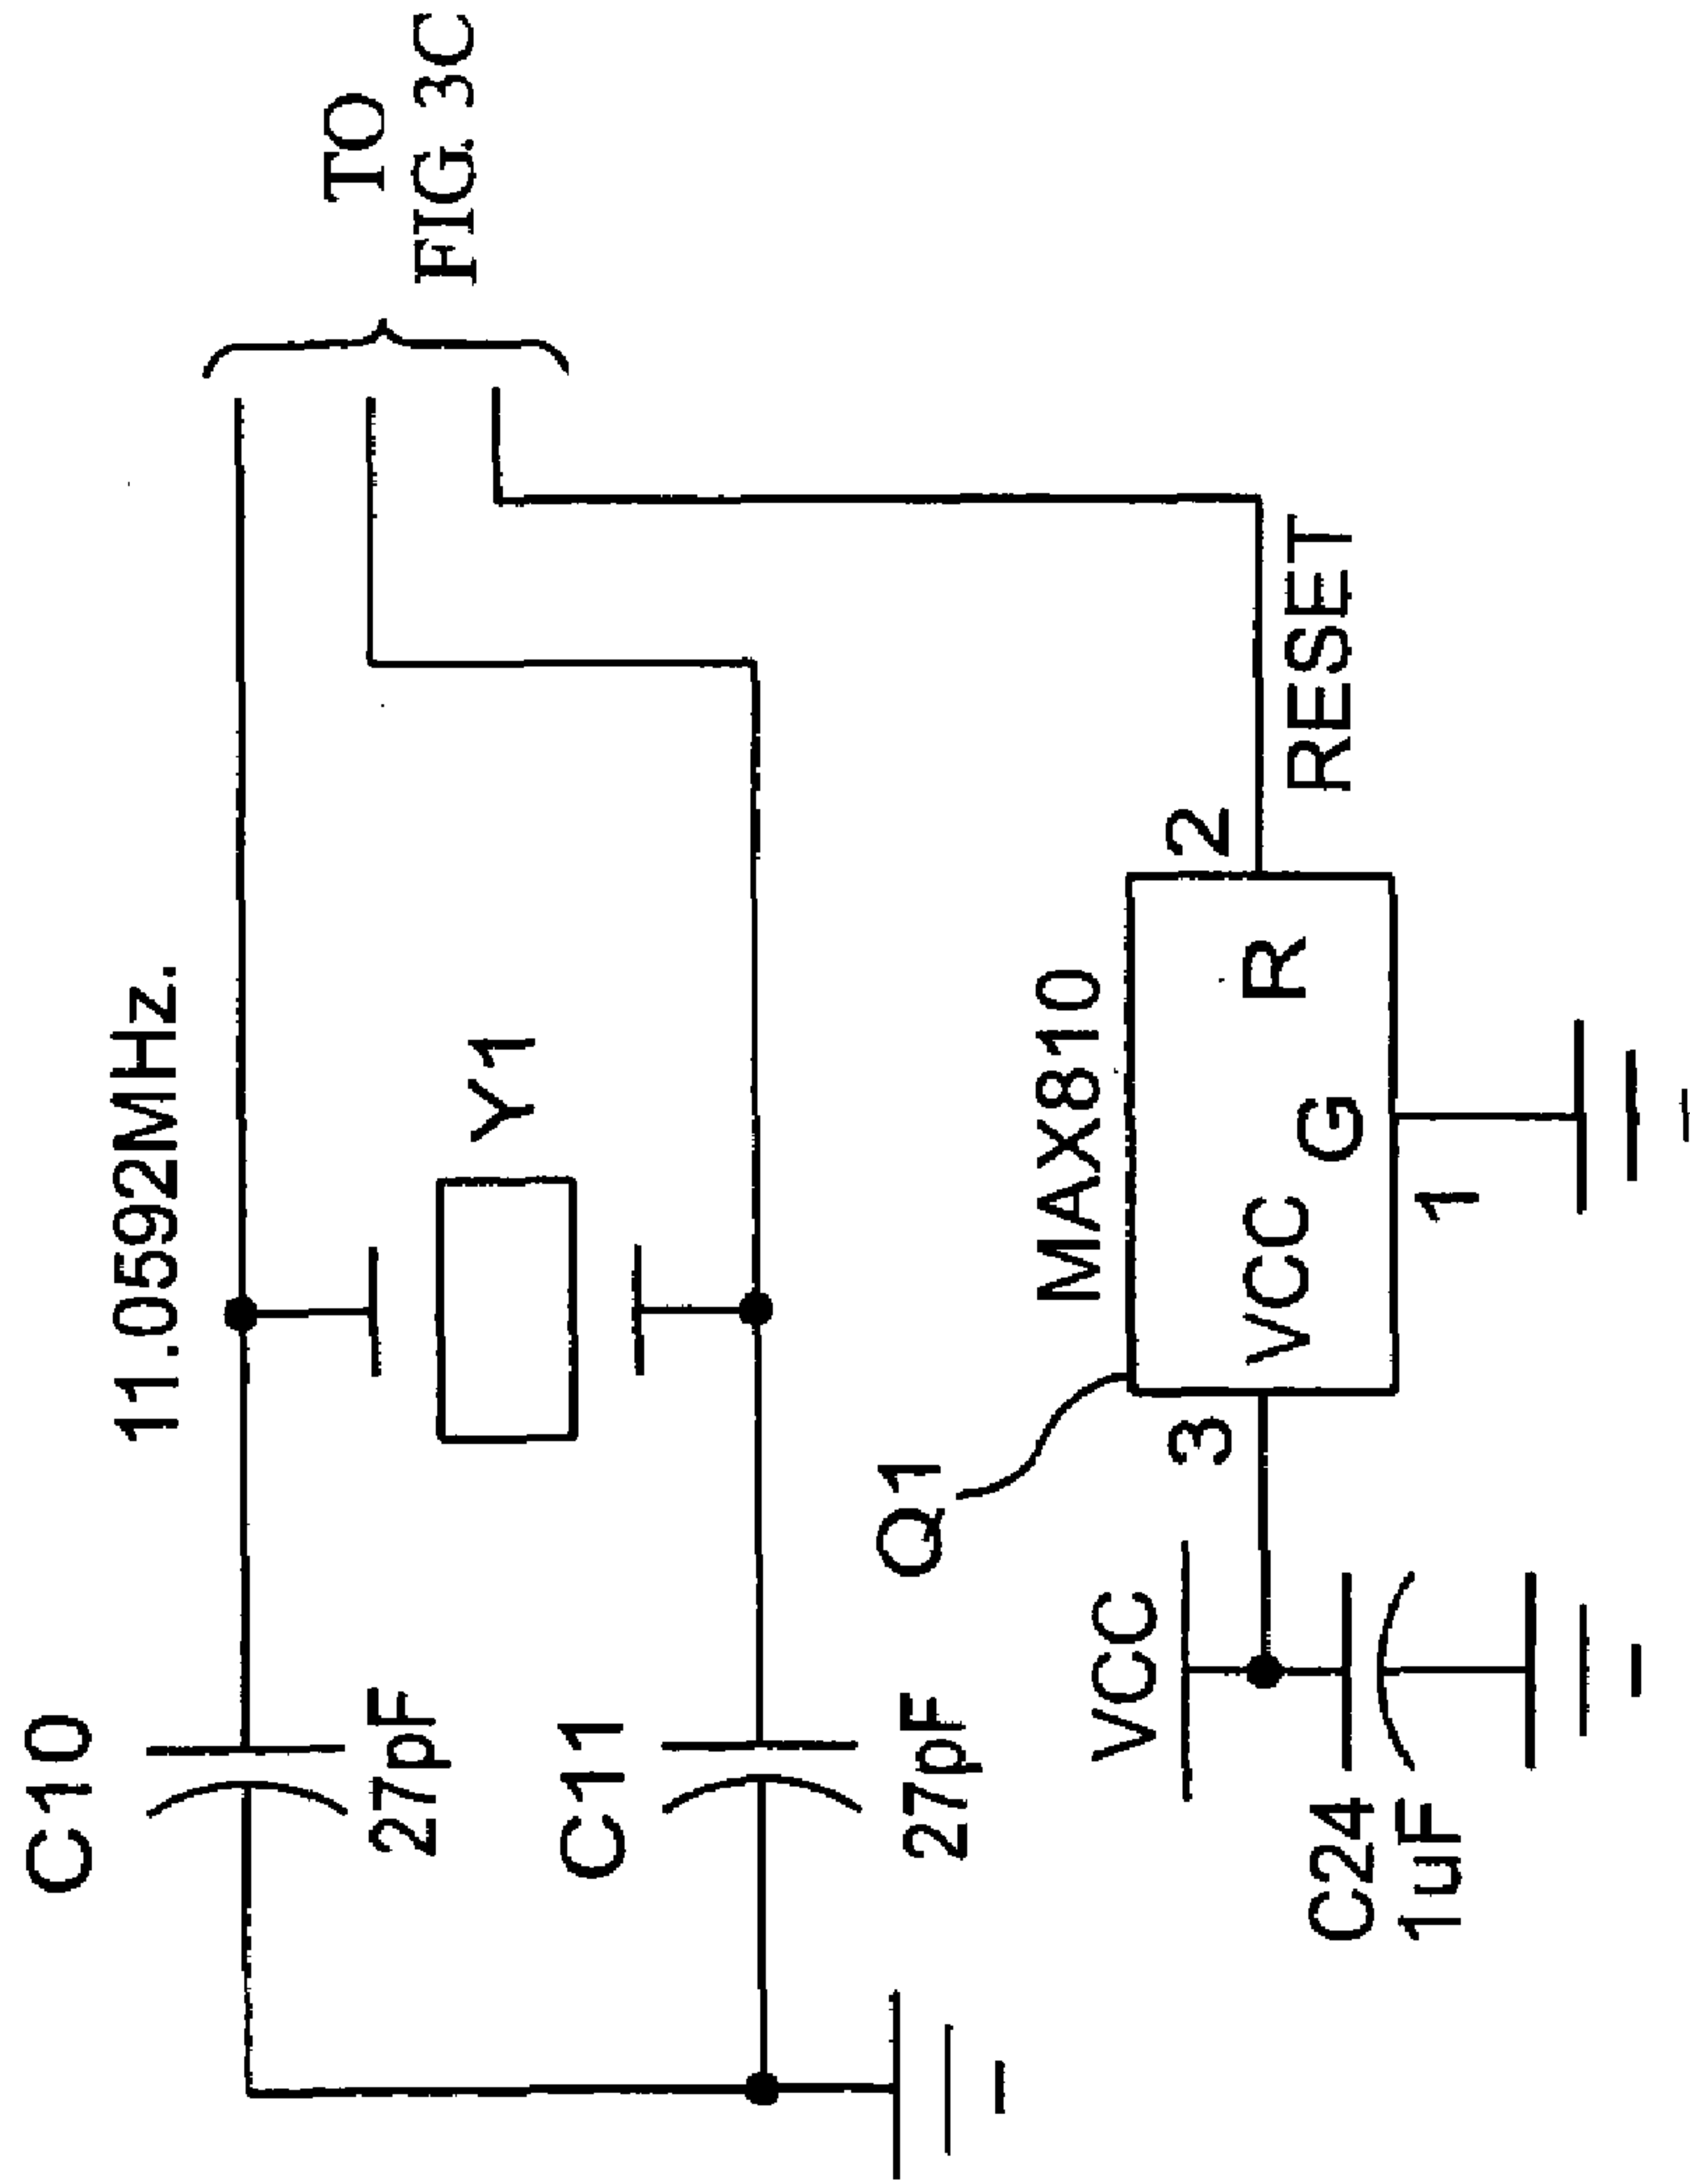 TO
FIG. 3C
11.0592MHz.
C10
27pF
Y1
C11
27pF
RESET
MAX810
Q1
2
R
VCC
G
3
1
VCC
C24
1uF